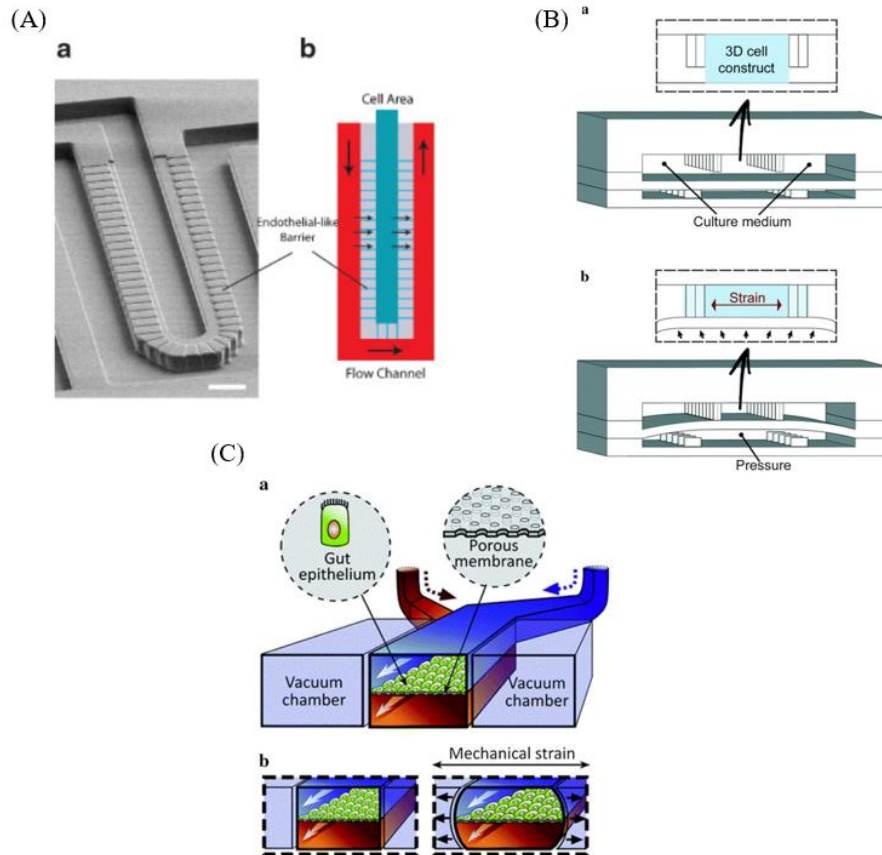 (A)
a
b
Cell Area
Endothelial-like
Barrier
Flow Channel
(B)
a
3D cell
construct
Culture medium
b
Strain
Pressure
(C)
a
Gut
epithelium
Porous
membrane
Vacuum
chamber
Vacuum
chamber
b
Mechanical strain